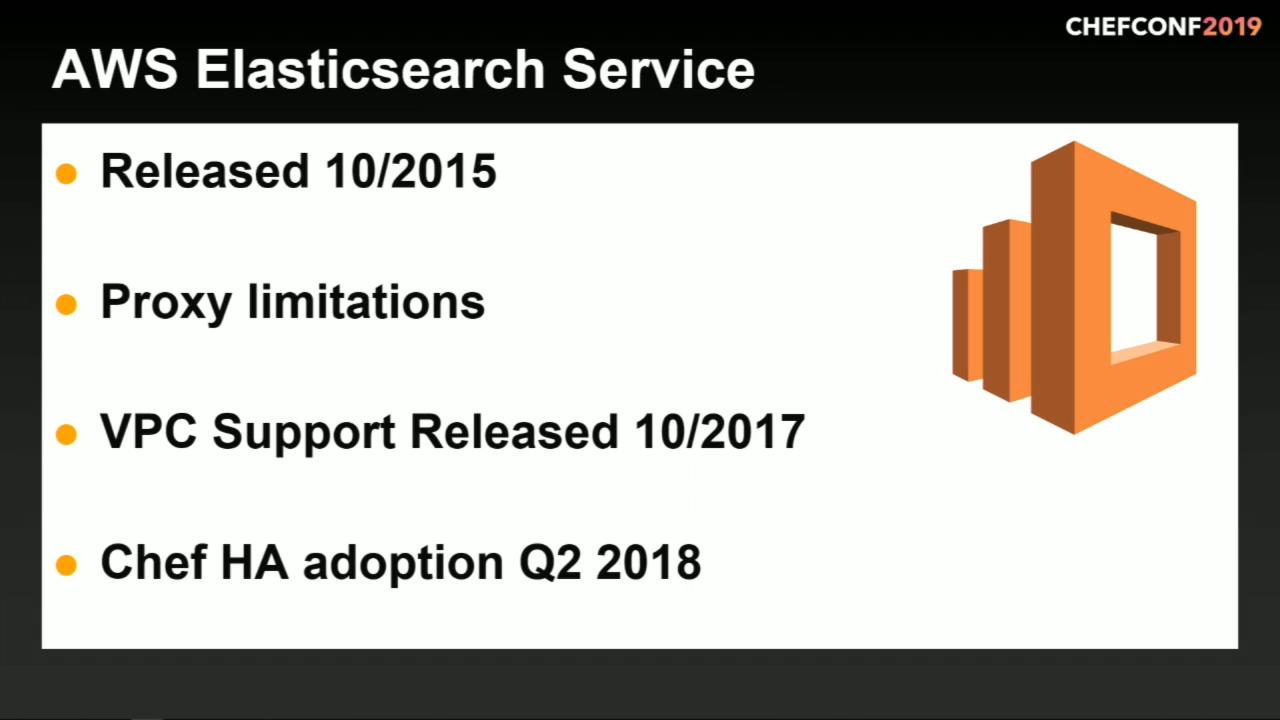 CHEFCONF2019
AWS Elasticsearch Service
Released 10/2015
Proxy limitations
VPC Support Released 10/2017
Chef HA adoption Q2 2018